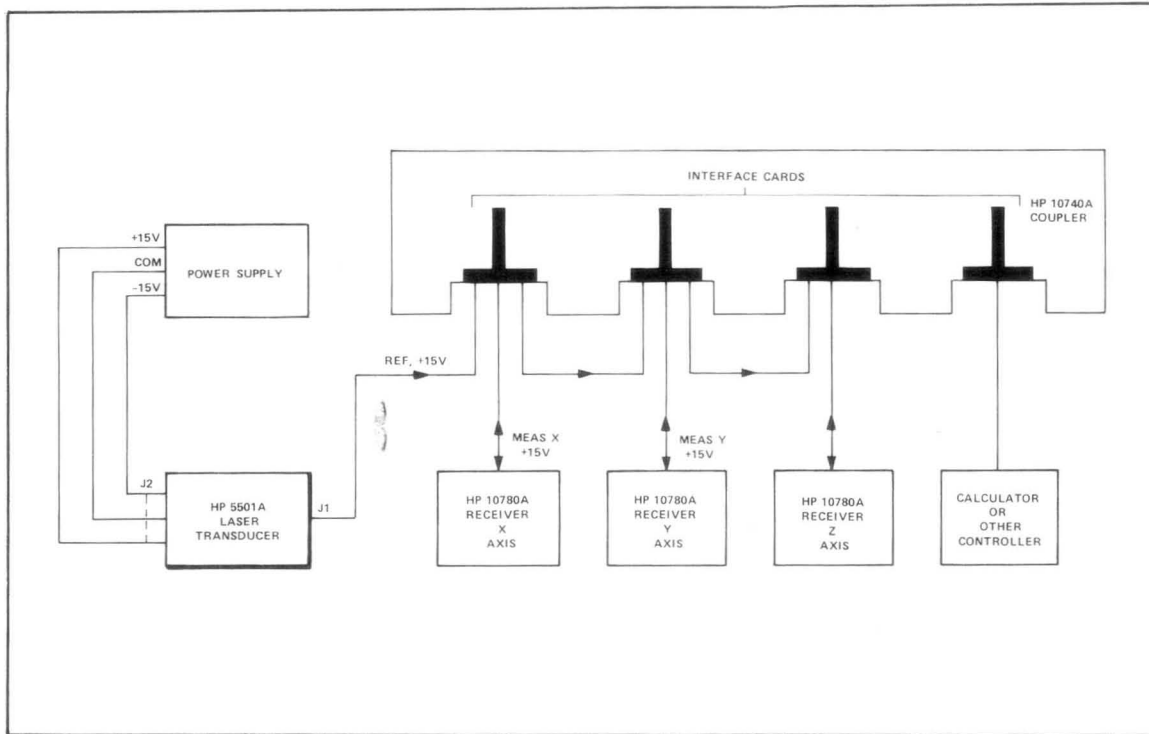 INTERFACE CARDS
HP 10740A
COUPLER
+15V
COM
-15V
POWER SUPPLY
REF, +15V
MEAS X
+15V
MEAS Y
+15V
J2
HP 5501A
LASER
TRANSDUCER
J1
HP 10780A
RECEIVER
X
AXIS
HP 10780A
RECEIVER
Y
AXIS
HP 10780A
RECEIVER
Z
AXIS
CALCULATOR
OR
OTHER
CONTROLLER